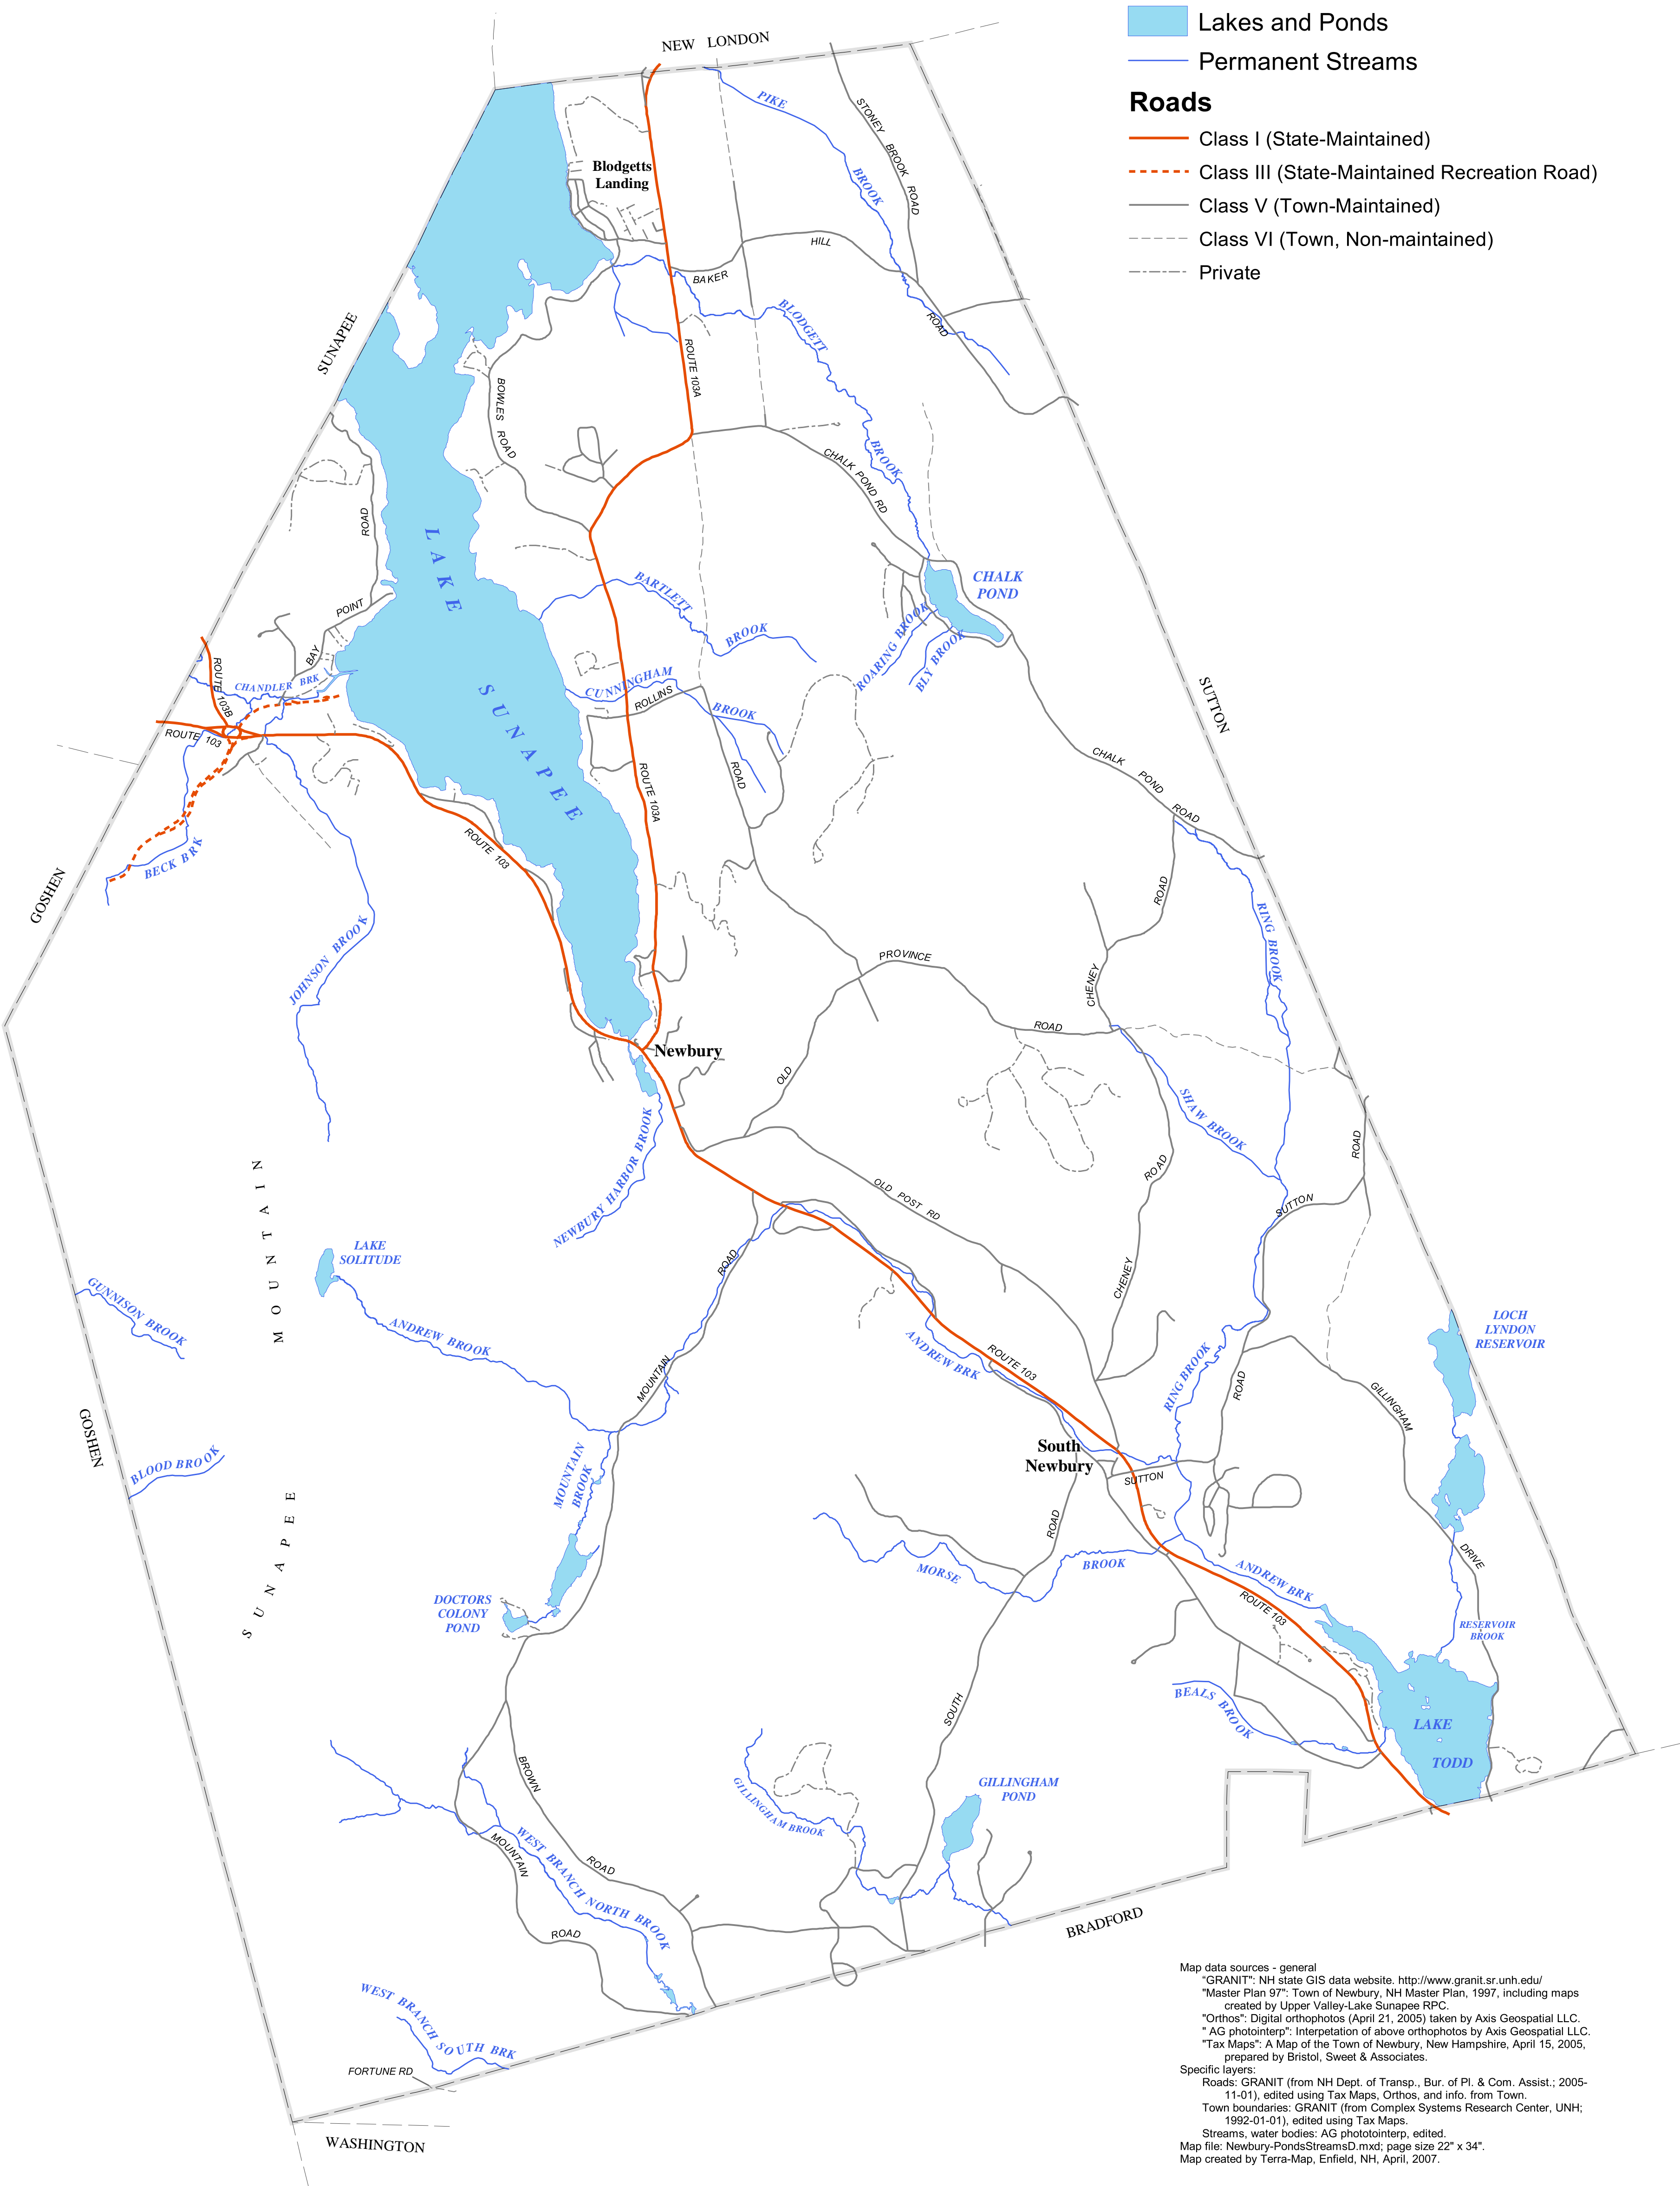 Lakes and Ponds
Permanent Streams
Roads
Class I (State-Maintained)
Class III (State-Maintained Recreation Road)
Class V (Town-Maintained)
Class VI (Town, Non-maintained)
Private
NEW LONDON
PIKE
BROOK
STONEY BROOK ROAD
Blodgetts
Landing
HILL
BAKER
ROAD
BLODGETT
BROOK
SUNAPEE
ROUTE 103A
BOWLES ROAD
CHALK POND RD
ROAD
LAKE
SUNAPEE
CHALK
POND
BARTLETT
BROOK
ROARING BROOK
BLY BROOK
POINT
BAY
CHANDLER BRK
ROUTE 103B
ROUTE 103
CUNNINGHAM
BROOK
ROLLINS
ROAD
ROUTE 103A
SUTTON
CHALK POND
ROAD
ROUTE 103
BECK BRK
GOSHEN
JOHNSON BROOK
ROAD
RING BROOK
PROVINCE
CHENEY
ROAD
Newbury
OLD
SHAW BROOK
NEWBURY HARBOR BROOK
ROAD
ROAD
OLD POST RD
SUTTON
MOUNTAIN
LAKE
SOLITUDE
ROAD
CHENEY
GUNNISON BROOK
ANDREW BROOK
ANDREW BRK
ROUTE 103
LOCH
LYNDON
RESERVOIR
MOUNTAIN
RING BROOK
ROAD
GILLINGHAM
GOSHEN
South
Newbury
SUTTON
BLOOD BROOK
MOUNTAIN
BROOK
SUNAPEE
ROAD
MORSE
BROOK
ANDREW BRK
DRIVE
DOCTORS
COLONY
POND
ROUTE 103
RESERVOIR
BROOK
BEALS BROOK
SOUTH
LAKE
TODD
BROWN
GILLINGHAM
POND
GILLINGHAM BROOK
MOUNTAIN
WEST BRANCH NORTH BROOK
ROAD
ROAD
BRADFORD
WEST BRANCH
SOUTH BRK
FORTUNE RD
WASHINGTON
Map data sources - general
"GRANIT": NH state GIS data website. http://www.granit.sr.unh.edu/
"Master Plan 97": Town of Newbury, NH Master Plan, 1997, including maps
created by Upper Valley-Lake Sunapee RPC.
"Orthos": Digital orthophotos (April 21, 2005) taken by Axis Geospatial LLC.
" AG photointerp": Interpetation of above orthophotos by Axis Geospatial LLC.
"Tax Maps": A Map of the Town of Newbury, New Hampshire, April 15, 2005,
prepared by Bristol, Sweet & Associates.
Specific layers:
Roads: GRANIT (from NH Dept. of Transp., Bur. of Pl. & Com. Assist.; 2005-
11-01), edited using Tax Maps, Orthos, and info. from Town.
Town boundaries: GRANIT (from Complex Systems Research Center, UNH;
1992-01-01), edited using Tax Maps.
Streams, water bodies: AG phototointerp, edited.
Map file: Newbury-PondsStreamsD.mxd; page size 22" x 34".
Map created by Terra-Map, Enfield, NH, April, 2007.